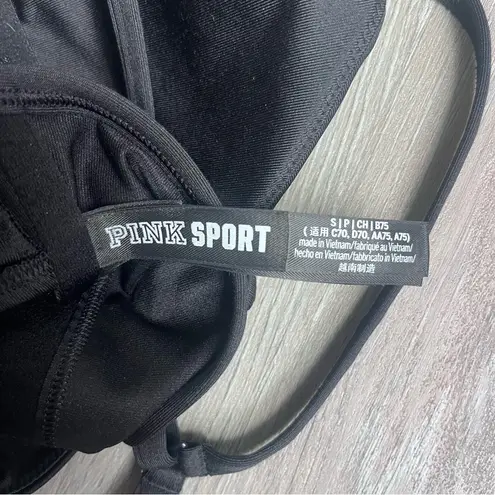 PINK SPORT
S | P | CH | B75
(适用 C70, D70, AA75, A75)
made in Vietnam/fabriqué au Vietnam/
hecho en Vietnam/fabbricato in Vietnam/
越南制造